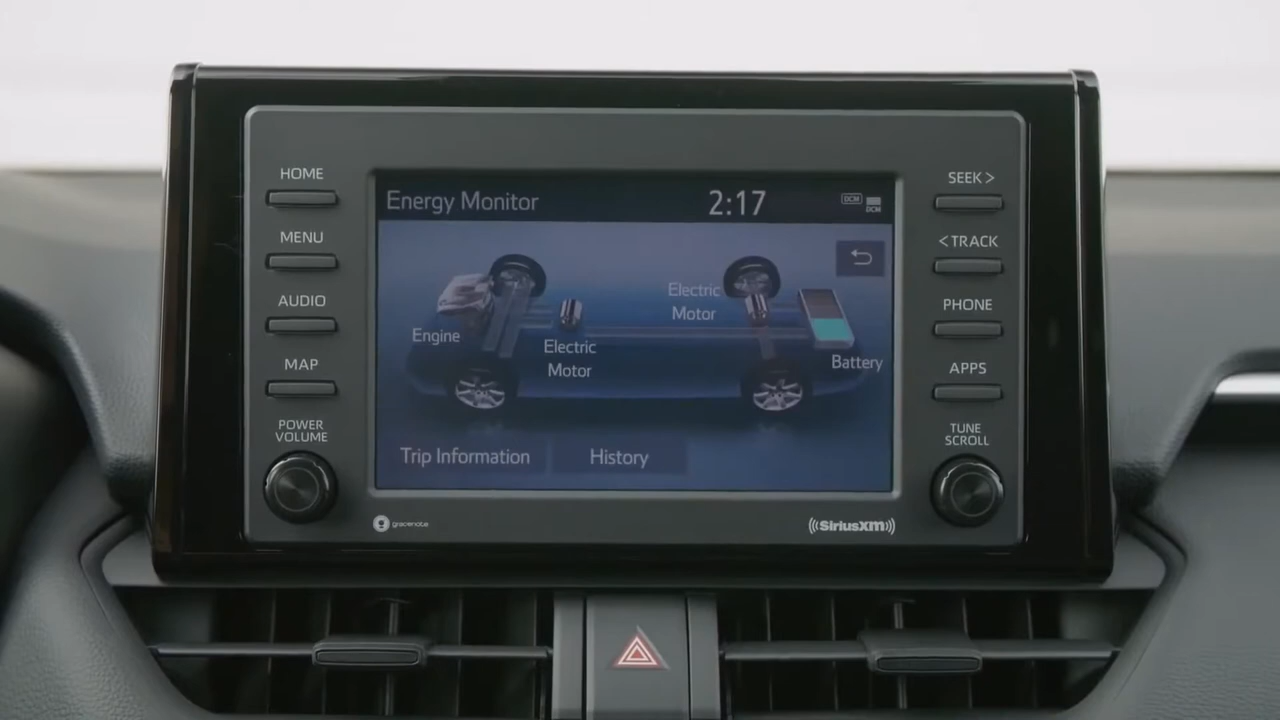 HOME
MENU
AUDIO
MAP
POWER
VOLUME
Energy Monitor
2:17
DCM
DCM
Engine
Electric
Motor
Electric
Motor
Battery
Trip Information
History
SEEK >
< TRACK
PHONE
APPS
TUNE
SCROLL
gracenote
SiriusXM